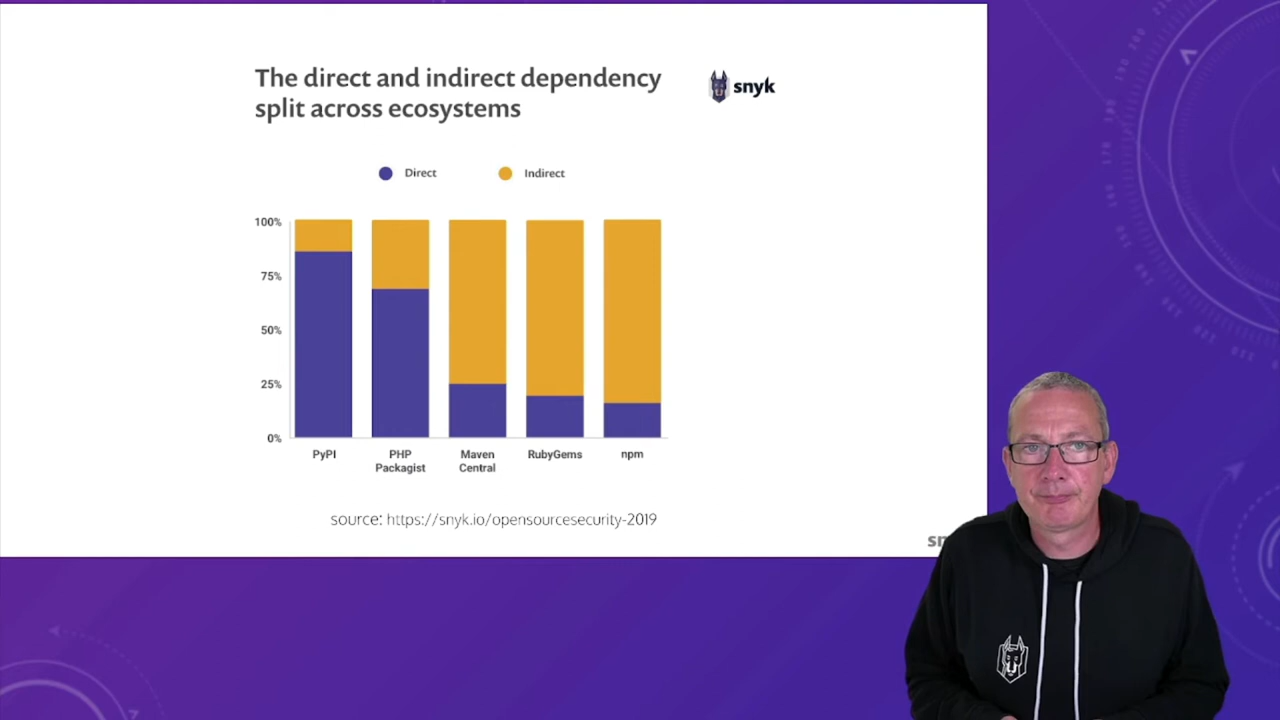 The direct and indirect dependency
split across ecosystems
snyk
Direct
Indirect
100%
75%
50%
25%
0%
PyPI
PHP
Packagist
Maven
Central
RubyGems
npm
source: https://snyk.io/opensourcesecurity-2019